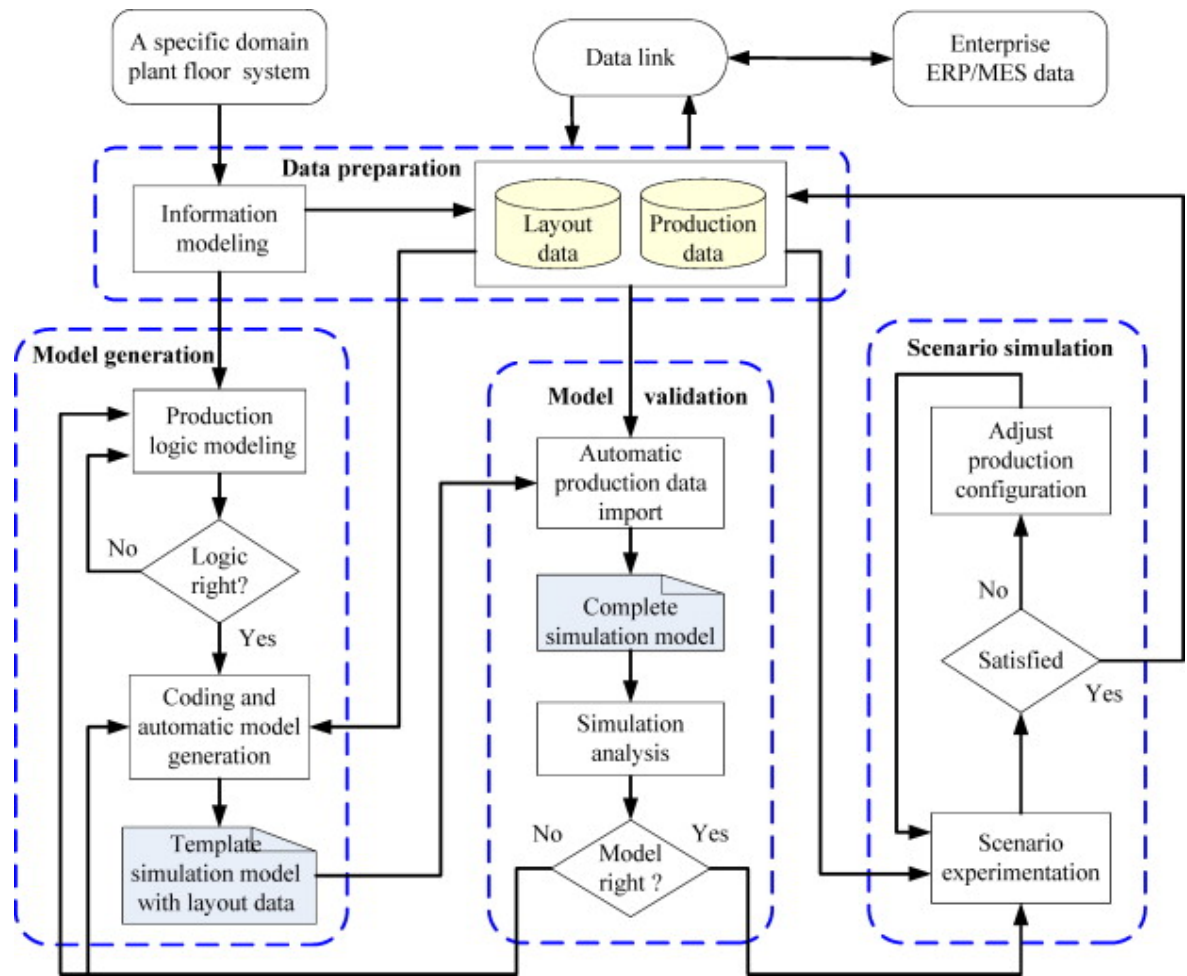 A specific domain
plant floor system
Data link
Enterprise
ERP/MES data
Data preparation
Information
modeling
Layout
data
Production
data
Model generation
Production
logic modeling
No
Logic
right?
Yes
Coding and
automatic model
generation
Template
simulation model
with layout data
Model validation
Automatic
production data
import
Complete
simulation model
Simulation
analysis
No
Yes
Model
right ?
Scenario simulation
Adjust
production
configuration
No
Satisfied
Yes
Scenario
experimentation